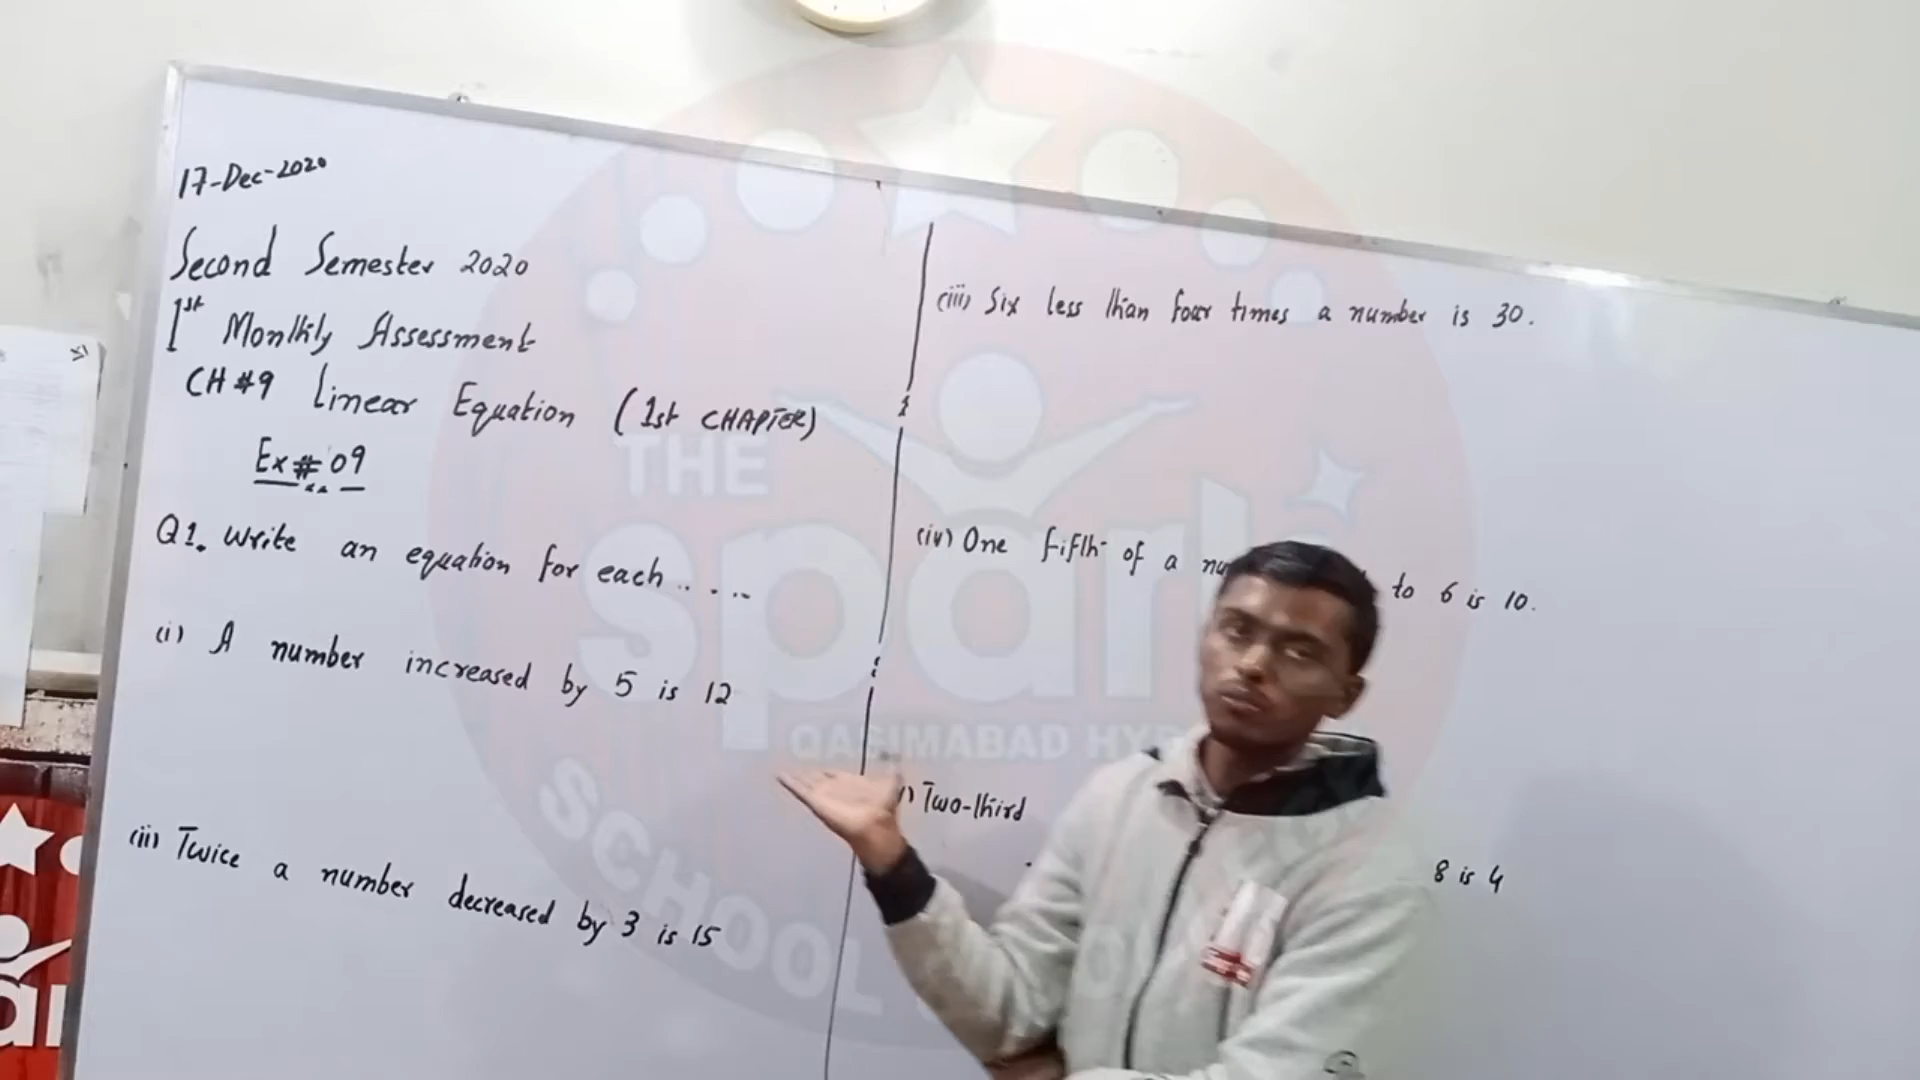 17-Dec-2020
Second Semester 2020
1st Monthly Assessment
CH#9 Linear Equation (1st CHAPTER)
Ex# 09
Q1. Write an equation for each ....
(i) A number increased by 5 is 12
(ii) Twice a number decreased by 3 is 15
(iii) Six less than four times a number is 30.
(iv) One fifth of a to 6 is 10.
Two-third
8 is 4
THE
Spark
QASIMABAD
SCHOOL